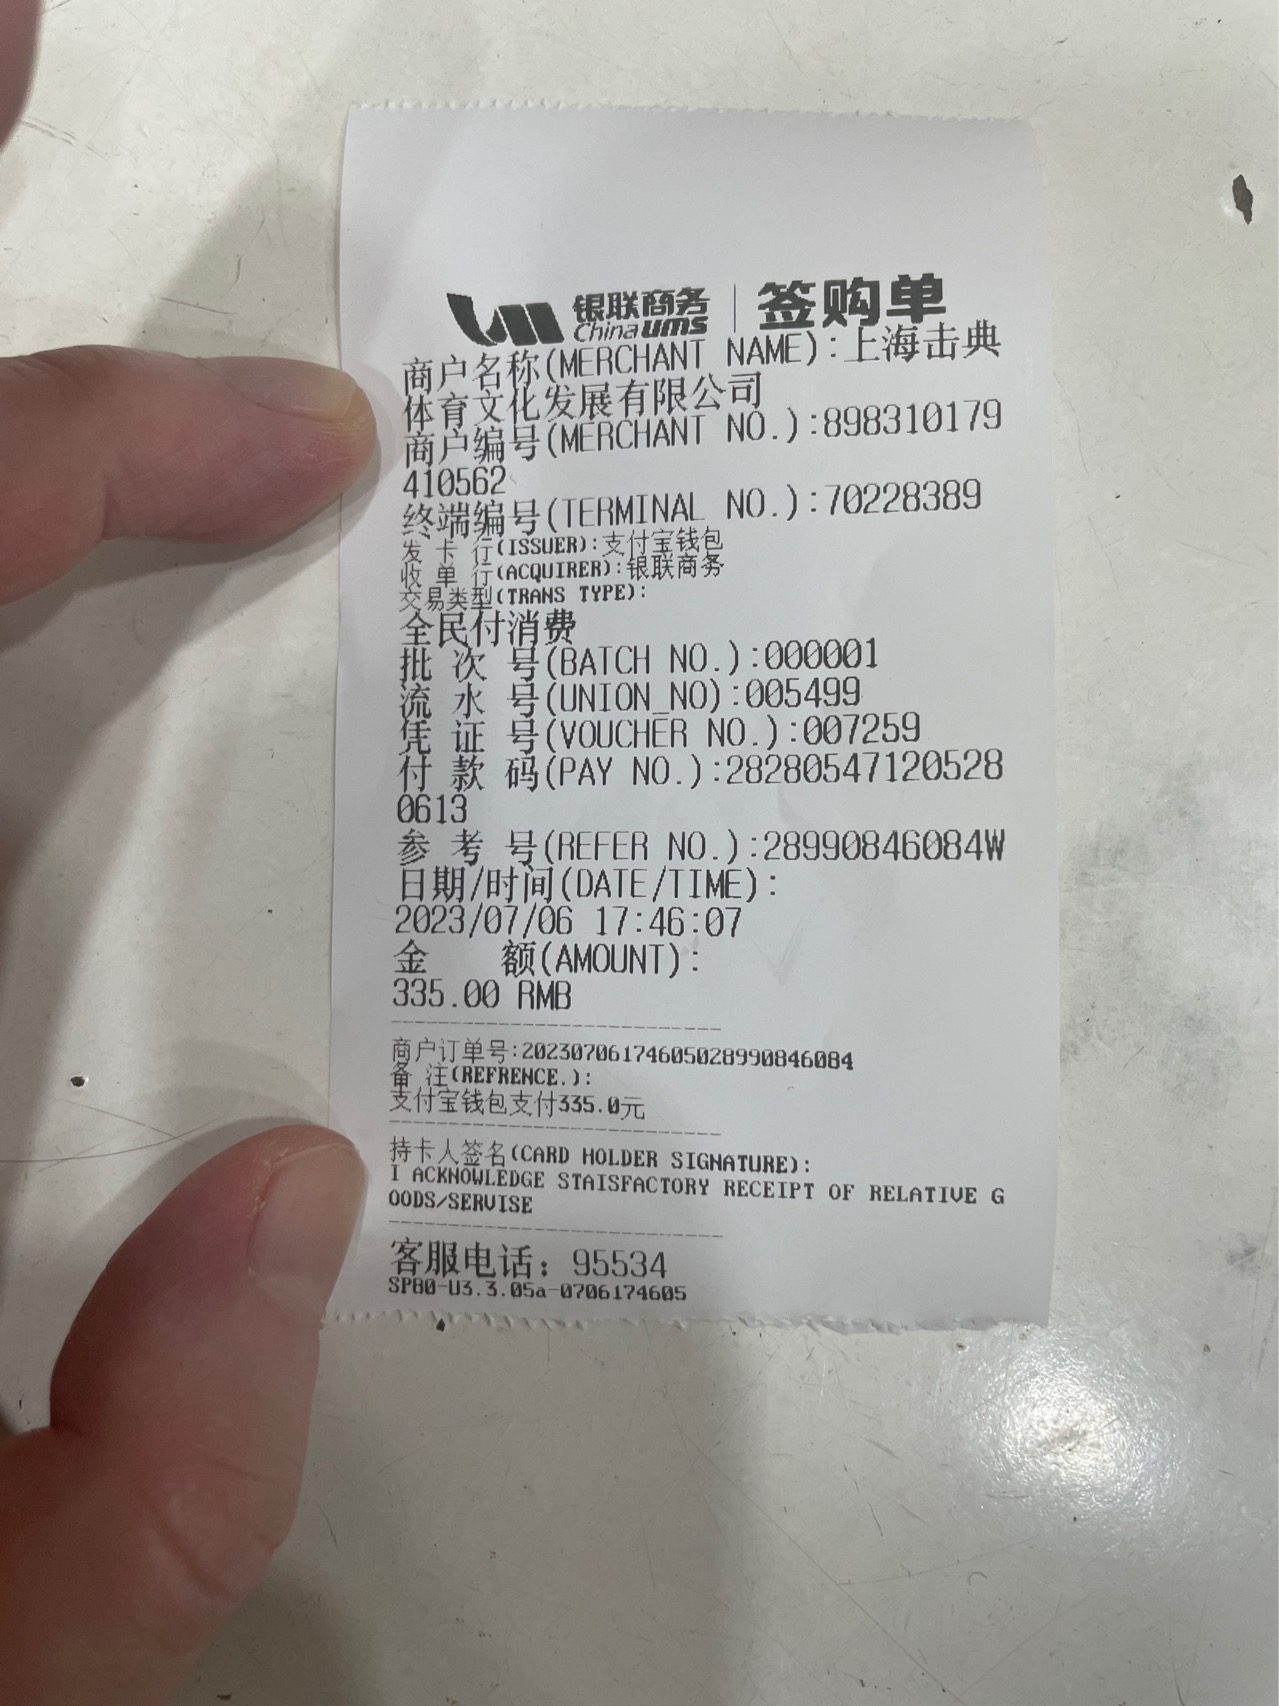 银联商务 China ums | 签购单
商户名称(MERCHANT NAME):上海击典
体育文化发展有限公司
商户编号(MERCHANT NO.):898310179
410562
终端编号(TERMINAL NO.):70228389
发 卡 行(ISSUER):支付宝钱包
收 单 行(ACQUIRER):银联商务
交易类型(TRANS TYPE):
全民付消费
批 次 号(BATCH NO.):000001
流 水 号(UNION_NO):005499
凭 证 号(VOUCHER NO.):007259
付 款 码(PAY NO.):28280547120528
0613
参 考 号(REFER NO.):28990846084W
日期/时间(DATE/TIME):
2023/07/06 17:46:07
金 额(AMOUNT):
335.00 RMB
商户订单号:20230706174605028990846084
备 注(REFRENCE.):
支付宝钱包支付335.0元
持卡人签名(CARD HOLDER SIGNATURE):
I ACKNOWLEDGE STAISFACTORY RECEIPT OF RELATIVE G
OODS/SERVISE
客服电话：95534
SP80-U3.3.05a-0706174605